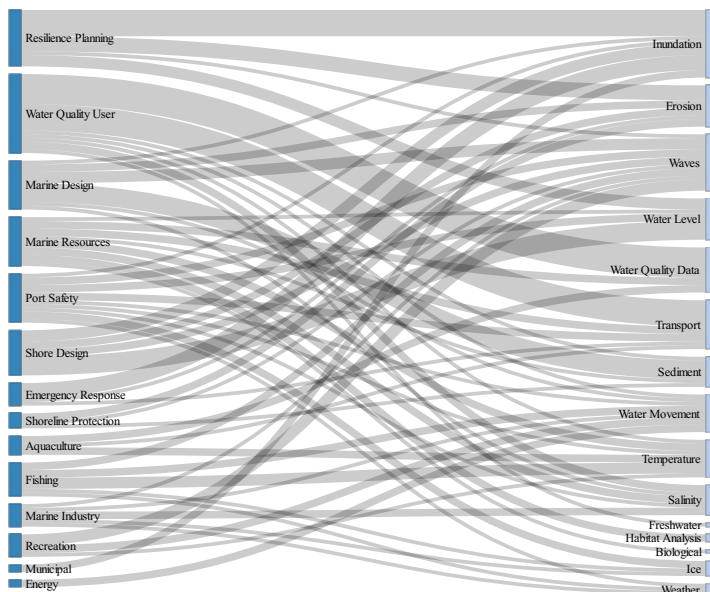 Resilience Planning
Water Quality User
Marine Design
Marine Resources
Port Safety
Shore Design
Emergency Response
Shoreline Protection
Aquaculture
Fishing
Marine Industry
Recreation
Municipal
Energy
Inundation
Erosion
Waves
Water Level
Water Quality Data
Transport
Sediment
Water Movement
Temperature
Salinity
Freshwater
Habitat Analysis
Biological
Ice
Weather